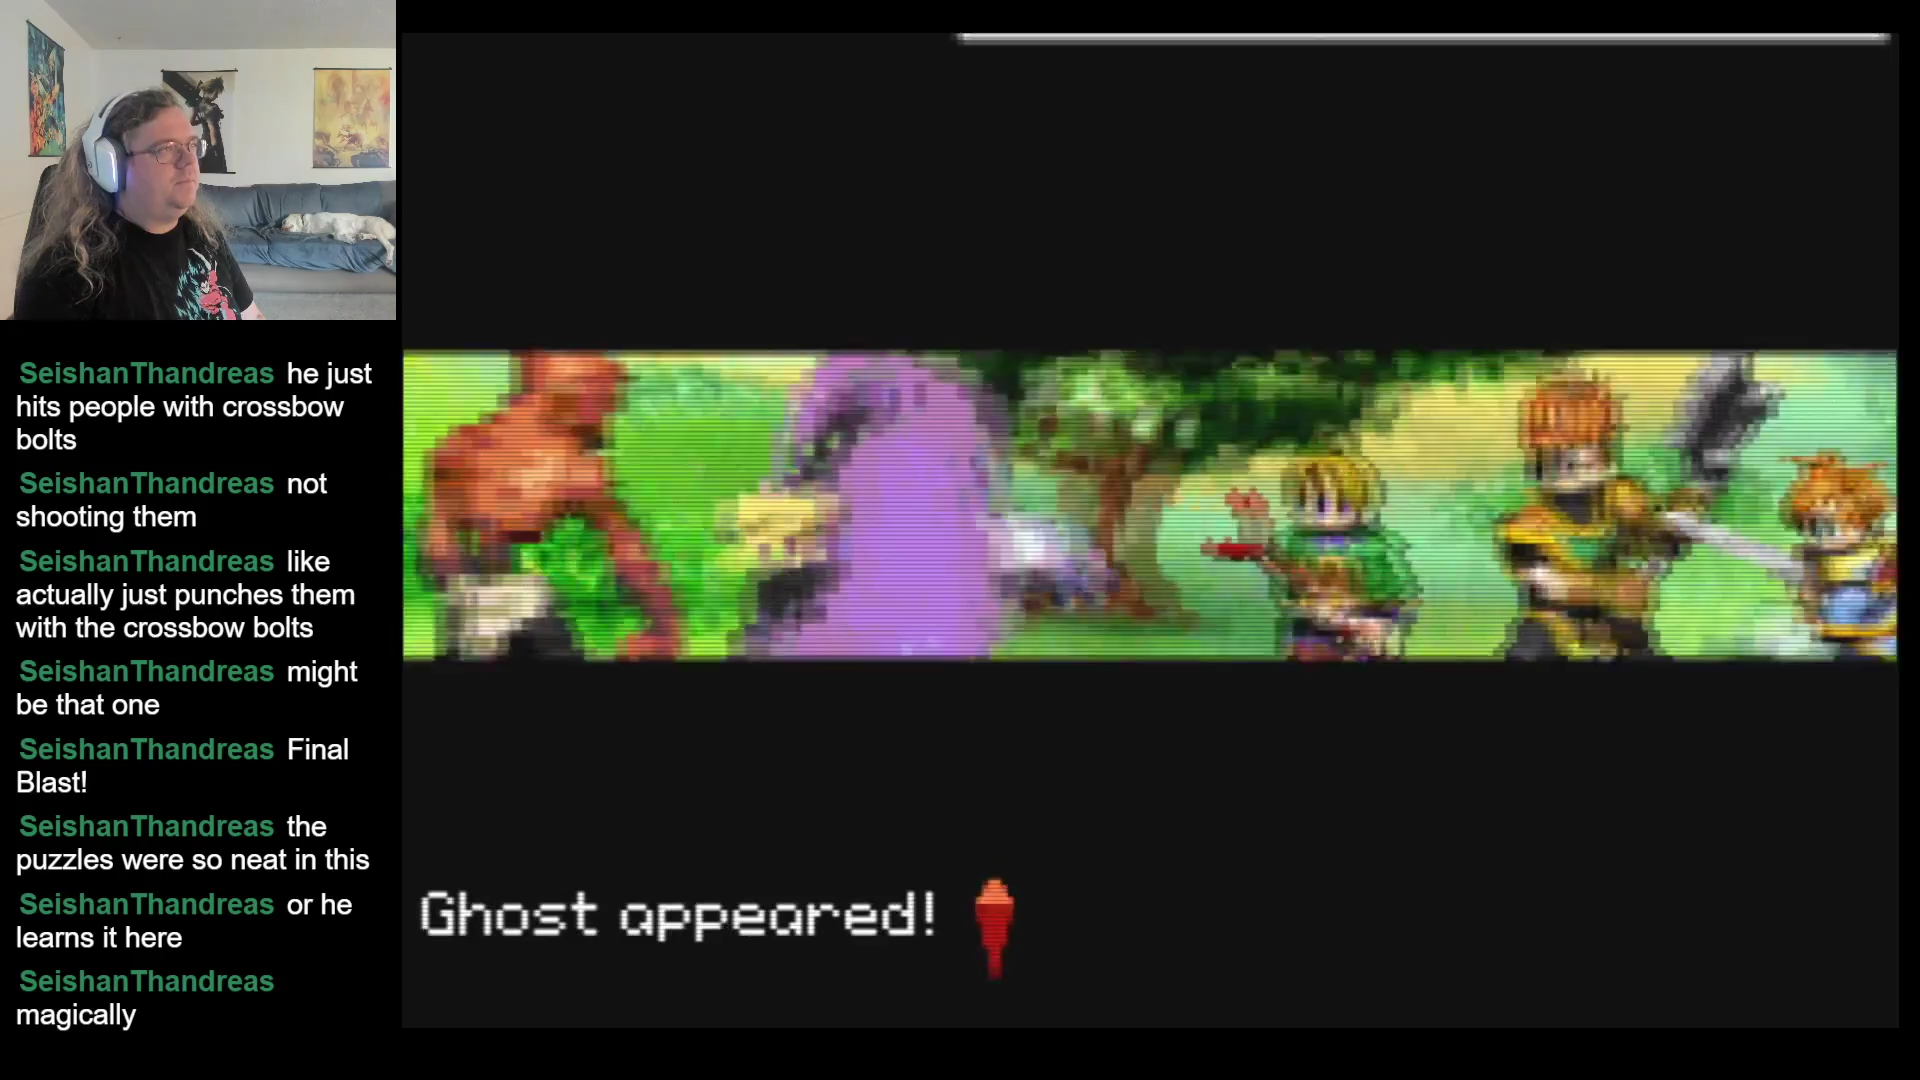 SeishanThandreas he just
hits people with crossbow
bolts
SeishanThandreas not
shooting them
SeishanThandreas like
actually just punches them
with the crossbow bolts
SeishanThandreas might
be that one
SeishanThandreas Final
Blast!
SeishanThandreas the
puzzles were so neat in this
SeishanThandreas or he
learns it here
SeishanThandreas
magically
Ghost appeared!